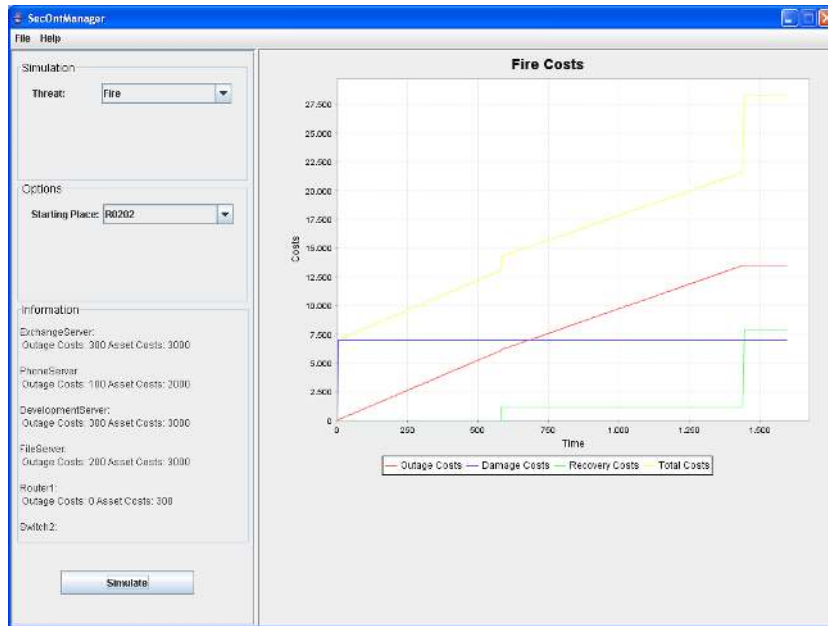 SecOntManager
File Help
Simulation
Threat: Fire
Options
Starting Place: R0202
Information
ExchangeServer:
Outage Costs: 300 Asset Costs: 3000
PhoneServer:
Outage Costs: 100 Asset Costs: 2000
DevelopmentServer:
Outage Costs: 300 Asset Costs: 3000
FileServer:
Outage Costs: 200 Asset Costs: 3000
Router1:
Outage Costs: 0 Asset Costs: 300
Switch2:
Simulate
Fire Costs
Costs
27.500
25.000
22.500
20.000
17.500
15.000
12.500
10.000
7.500
5.000
2.500
0
0 250 500 750 1.000 1.250 1.500
Time
Outage Costs Damage Costs Recovery Costs Total Costs